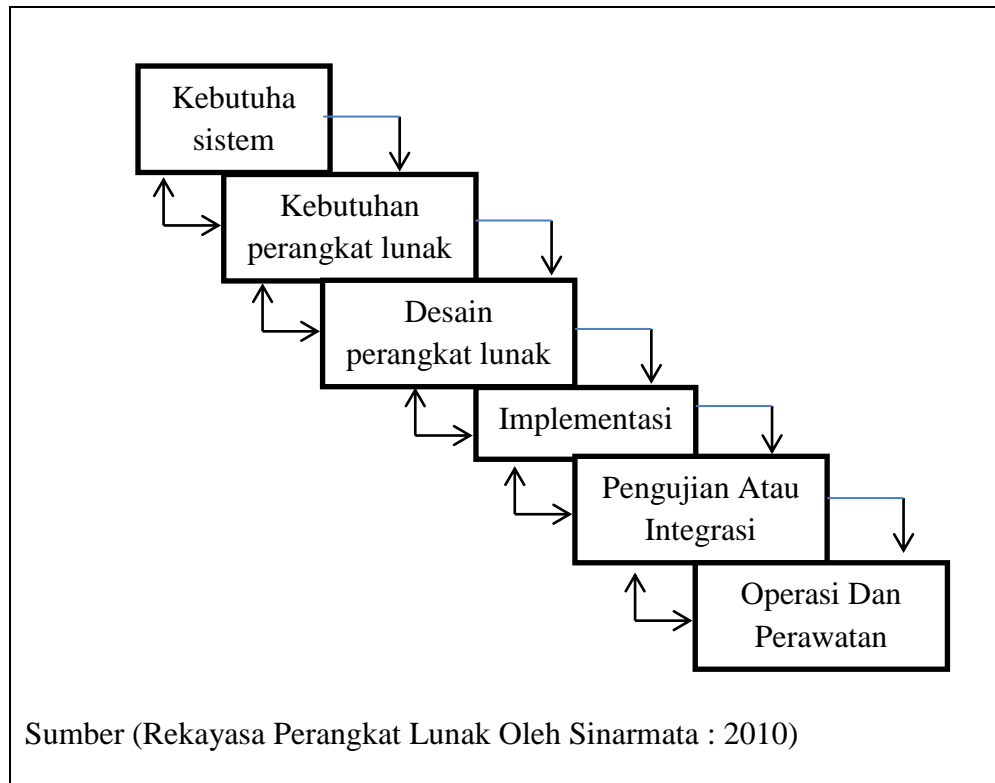 Kebutuha
sistem
Kebutuhan
perangkat lunak
Desain
perangkat lunak
Implementasi
Pengujian Atau
Integrasi
Operasi Dan
Perawatan
Sumber (Rekayasa Perangkat Lunak Oleh Sinarmata : 2010)